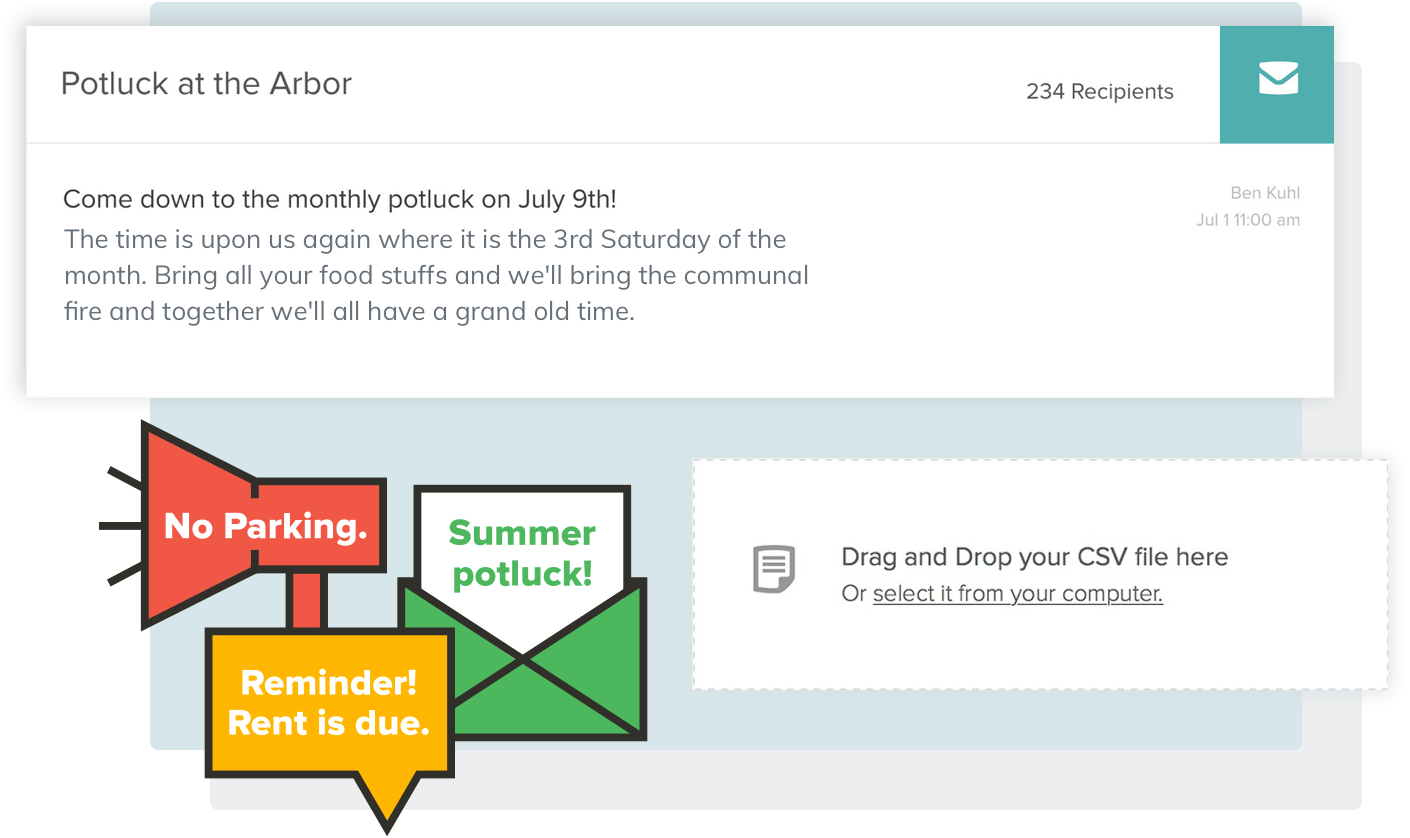 Potluck at the Arbor
234 Recipients
Come down to the monthly potluck on July 9th!
Ben Kuhl
Jul 1 11:00 am
The time is upon us again where it is the 3rd Saturday of the
month. Bring all your food stuffs and we'll bring the communal
fire and together we'll all have a grand old time.
No Parking.
Summer
potluck!
Reminder!
Rent is due.
Drag and Drop your CSV file here
Or select it from your computer.